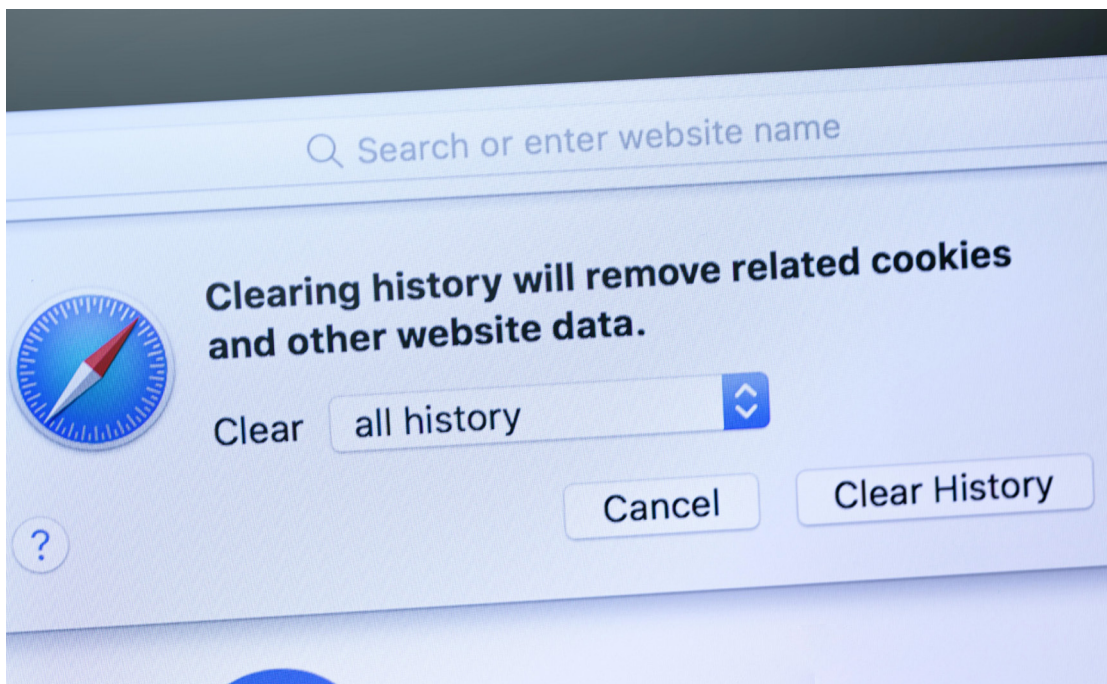 Search or enter website name
Clearing history will remove related cookies
and other website data.
Clear all history
Cancel Clear History
?